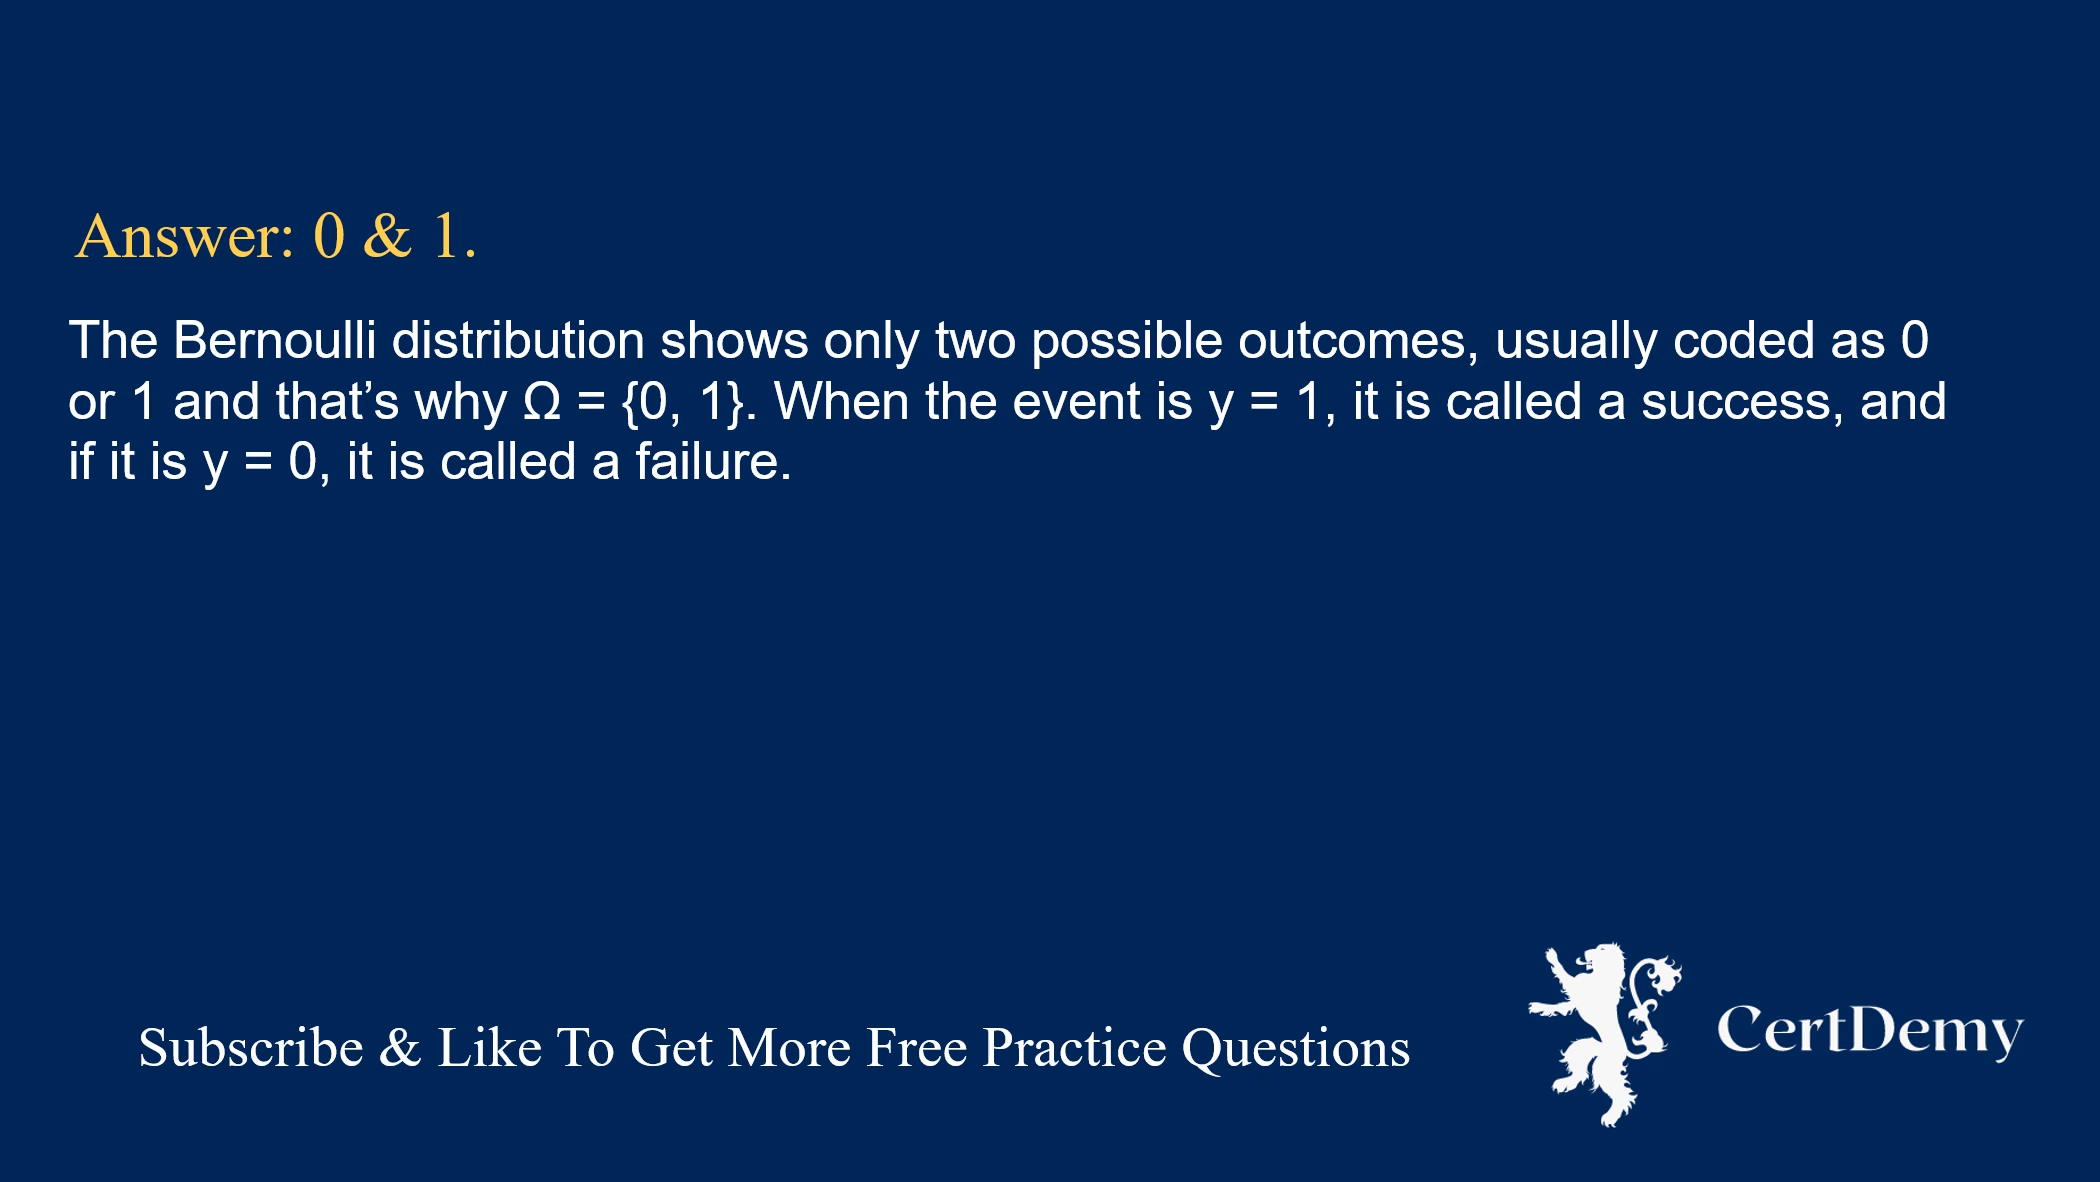 Answer: 0 & 1.
The Bernoulli distribution shows only two possible outcomes, usually coded as 0
or 1 and that’s why Ω = {0, 1}. When the event is y = 1, it is called a success, and
if it is y = 0, it is called a failure.
Subscribe & Like To Get More Free Practice Questions
CertDemy